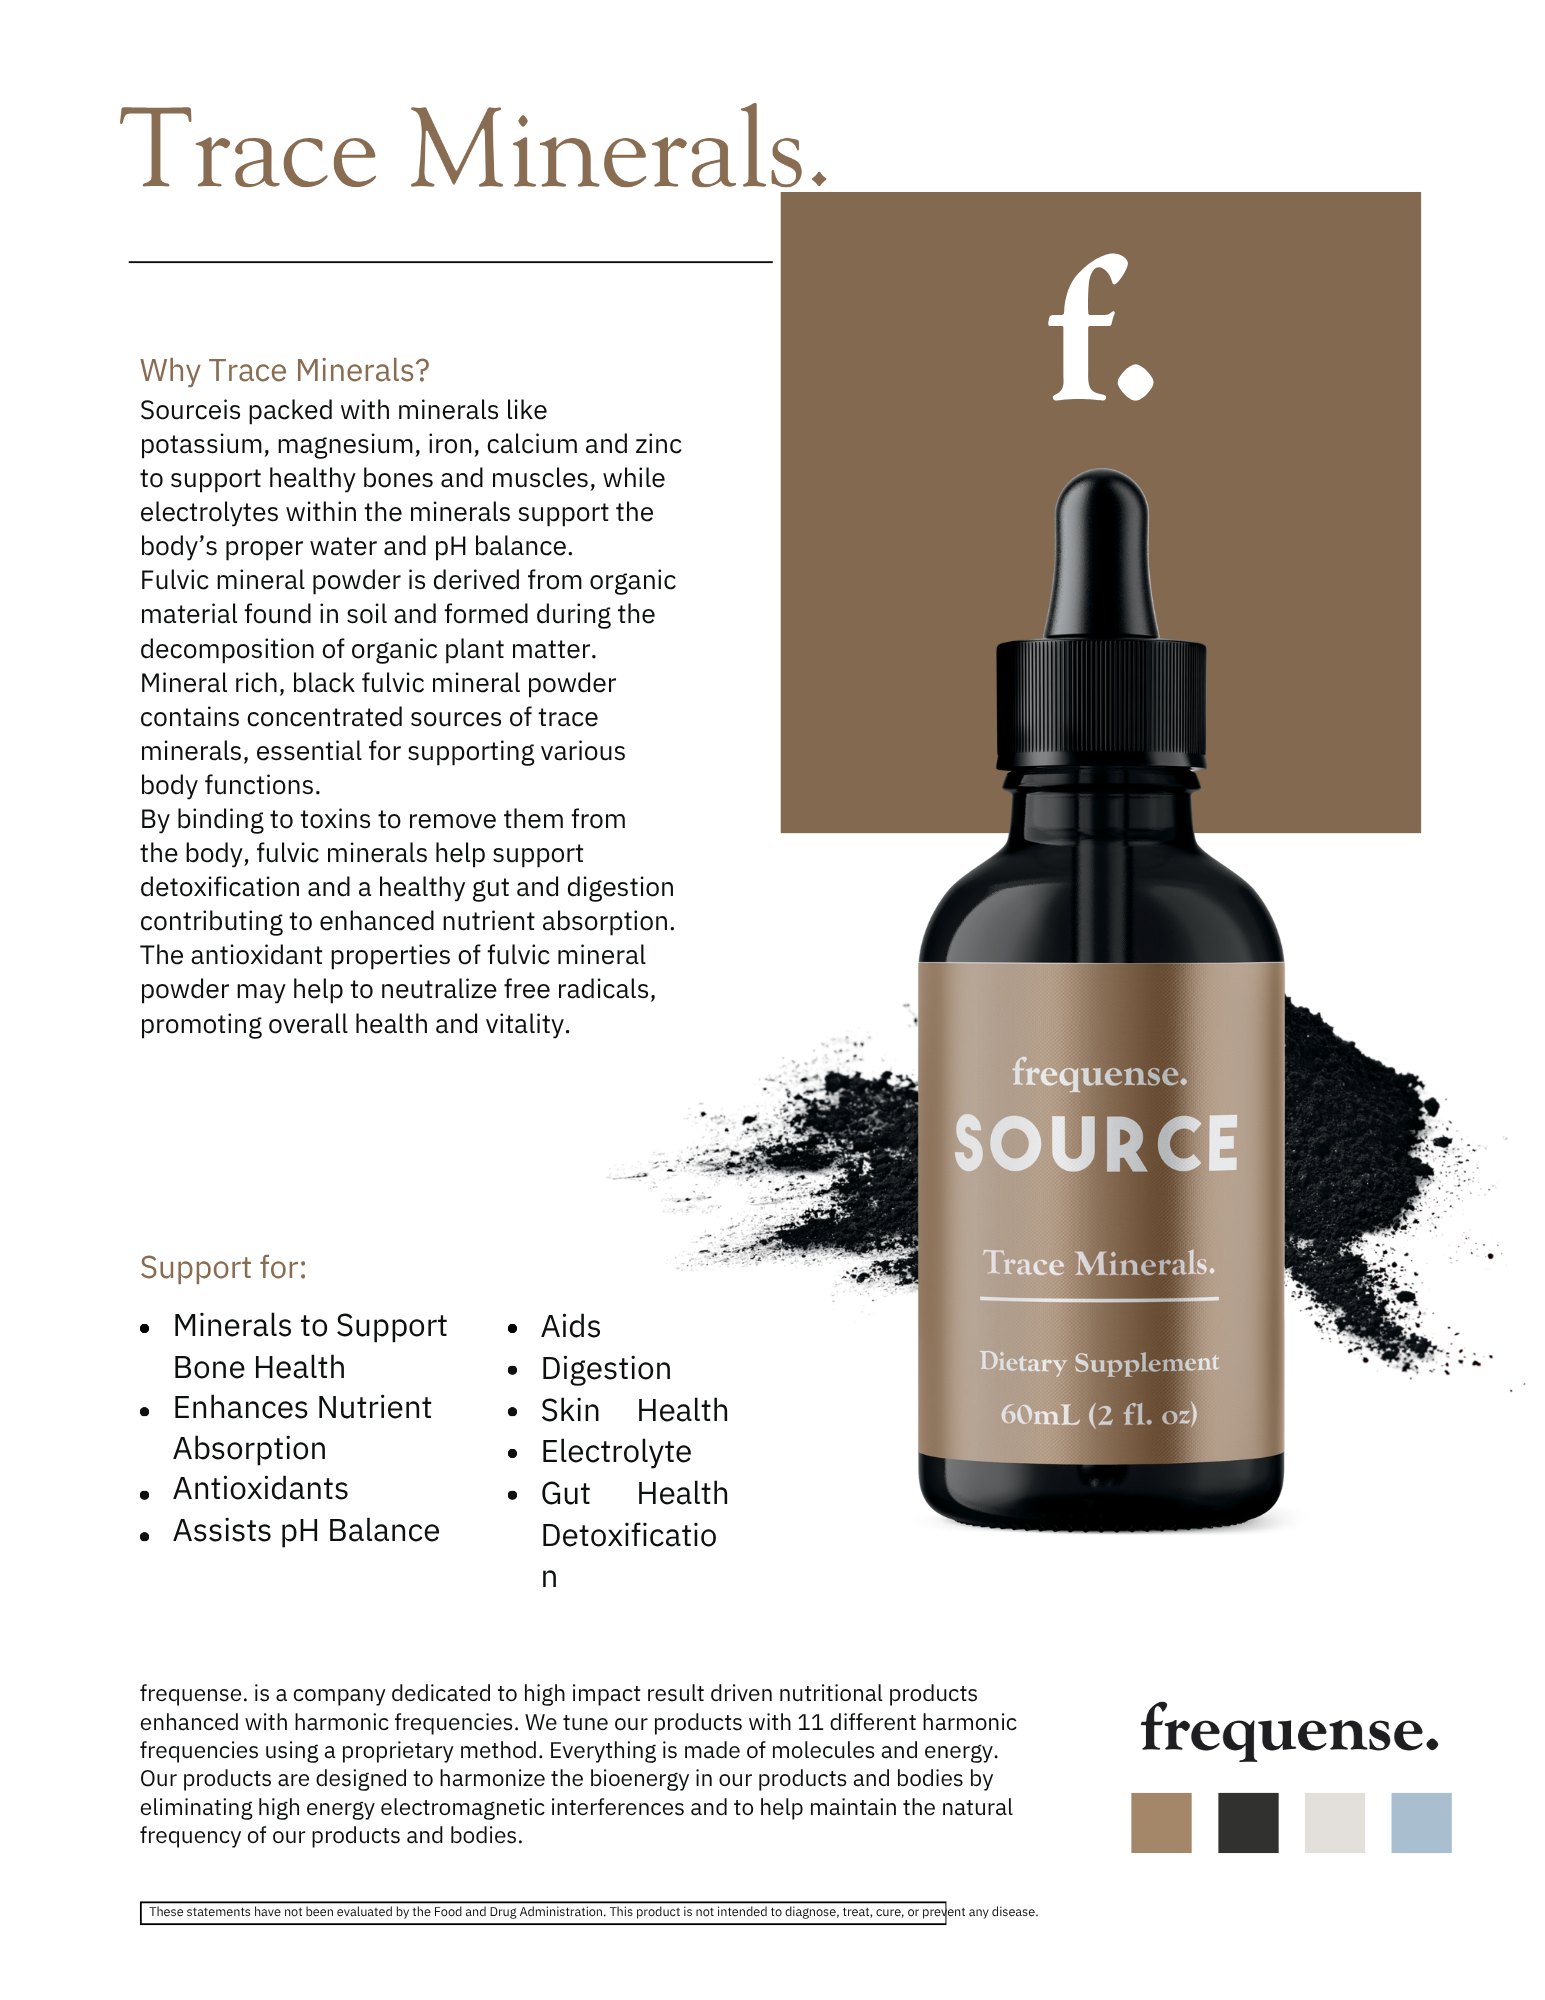 Trace Minerals.
f.
Why Trace Minerals?
Sourceis packed with minerals like
potassium, magnesium, iron, calcium and zinc
to support healthy bones and muscles, while
electrolytes within the minerals support the
body’s proper water and pH balance.
Fulvic mineral powder is derived from organic
material found in soil and formed during the
decomposition of organic plant matter.
Mineral rich, black fulvic mineral powder
contains concentrated sources of trace
minerals, essential for supporting various
body functions.
By binding to toxins to remove them from
the body, fulvic minerals help support
detoxification and a healthy gut and digestion
contributing to enhanced nutrient absorption.
The antioxidant properties of fulvic mineral
powder may help to neutralize free radicals,
promoting overall health and vitality.
frequense.
SOURCE
Trace Minerals.
Dietary Supplement
60mL (2 fl. oz)
Support for:
• Minerals to Support
Bone Health
• Enhances Nutrient
Absorption
• Antioxidants
• Assists pH Balance
• Aids
• Digestion
• Skin Health
• Electrolyte
• Gut Health
Detoxificatio
n
frequense. is a company dedicated to high impact result driven nutritional products
enhanced with harmonic frequencies. We tune our products with 11 different harmonic
frequencies using a proprietary method. Everything is made of molecules and energy.
Our products are designed to harmonize the bioenergy in our products and bodies by
eliminating high energy electromagnetic interferences and to help maintain the natural
frequency of our products and bodies.
frequense.
These statements have not been evaluated by the Food and Drug Administration. This product is not intended to diagnose, treat, cure, or prevent any disease.